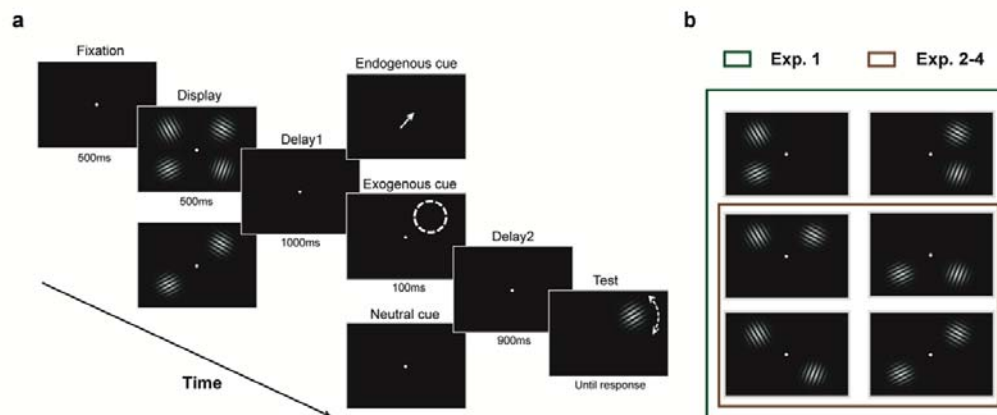 a
b
Fixation
Endogenous cue
Exp. 1
Exp. 2-4
Display
Delay1
500ms
Exogenous cue
500ms
Delay2
1000ms
Test
100ms
Neutral cue
900ms
Time
Until response